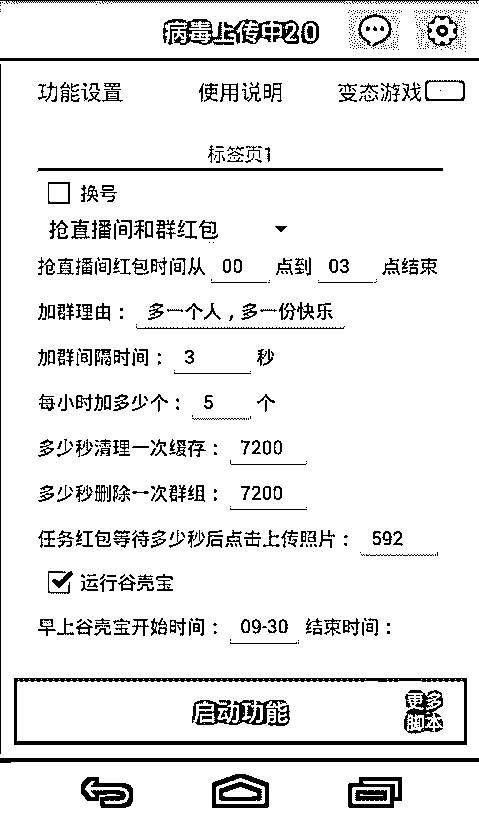 病毒上传中2.0
功能设置 使用说明 变态游戏
标签页1
换号
抢直播间和群红包
抢直播间红包时间从 00 点到 03 点结束
加群理由： 多一个人，多一份快乐
加群间隔时间： 3 秒
每小时加多少个： 5 个
多少秒清理一次缓存： 7200
多少秒删除一次群组： 7200
任务红包等待多少秒后点击上传照片： 592
运行谷壳宝
早上谷壳宝开始时间： 09-30 结束时间：
启动功能
更多
脚本